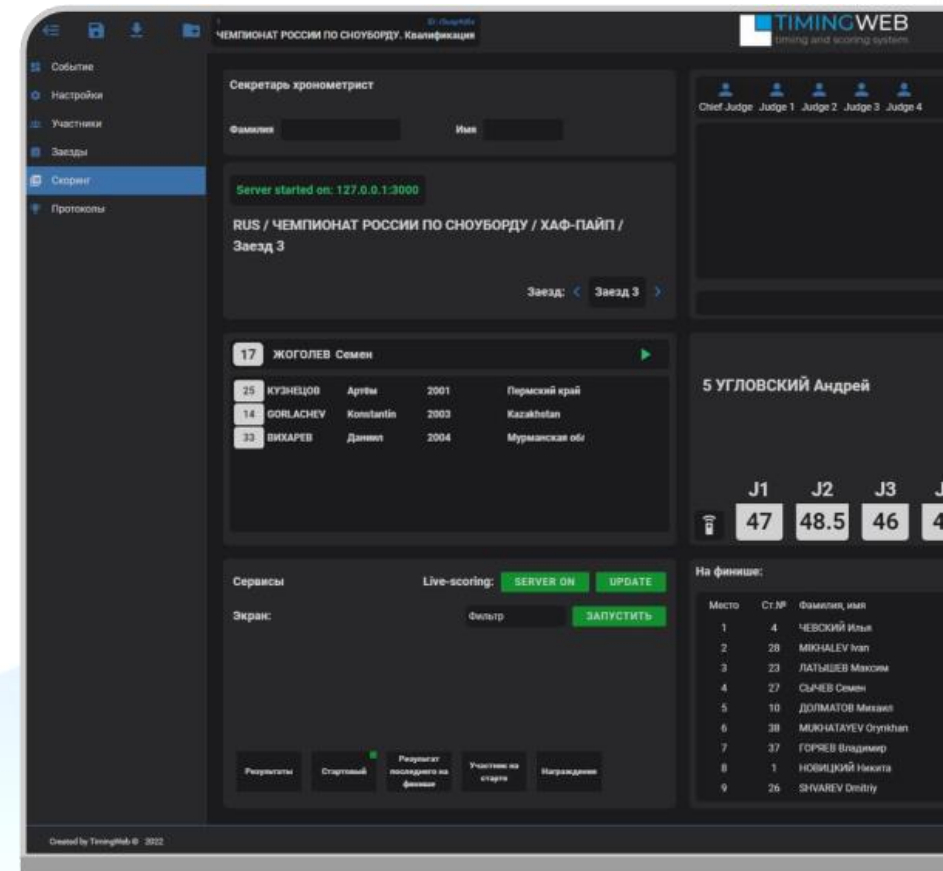 1
ЧЕМПИОНАТ РОССИИ ПО СНОУБОРДУ. Квалификация
TIMINGWEB
timing and scoring system
Событие
Настройки
Участники
Заезды
Скоринг
Протоколы
Секретарь хронометрист
Фамилия Имя
Server started on: 127.0.0.1:3000
RUS / ЧЕМПИОНАТ РОССИИ ПО СНОУБОРДУ / ХАФ-ПАЙП /
Заезд 3
Заезд: < Заезд 3 >
17 ЖОГОЛЕВ Семен
25 КУЗНЕЦОВ Артём 2001 Пермский край
14 GORLACHEV Konstantin 2003 Kazakhstan
33 ВИХАРЕВ Даниил 2004 Мурманская об
Сервисы Live-scoring: SERVER ON UPDATE
Экран: Фильтр ЗАПУСТИТЬ
Результаты
Стартовый
Результат
последнего на
финише
Участник на
старте
Награждение
Chief Judge Judge 1 Judge 2 Judge 3 Judge 4
5 УГЛОВСКИЙ Андрей
J1 J2 J3 J
47 48.5 46 4
На финише:
Место Ст.№ Фамилия, имя
1 4 ЧЕВСКИЙ Илья
2 28 MIKHALEV Ivan
3 23 ЛАТЫШЕВ Максим
4 27 СЫЧЕВ Семен
5 10 ДОЛМАТОВ Михаил
6 38 MUKHATAYEV Orynkhan
7 37 ГОРЯЕВ Владимир
8 1 НОВИЦКИЙ Никита
9 26 SHVAREV Dmitriy
Created by TimingWeb © 2022